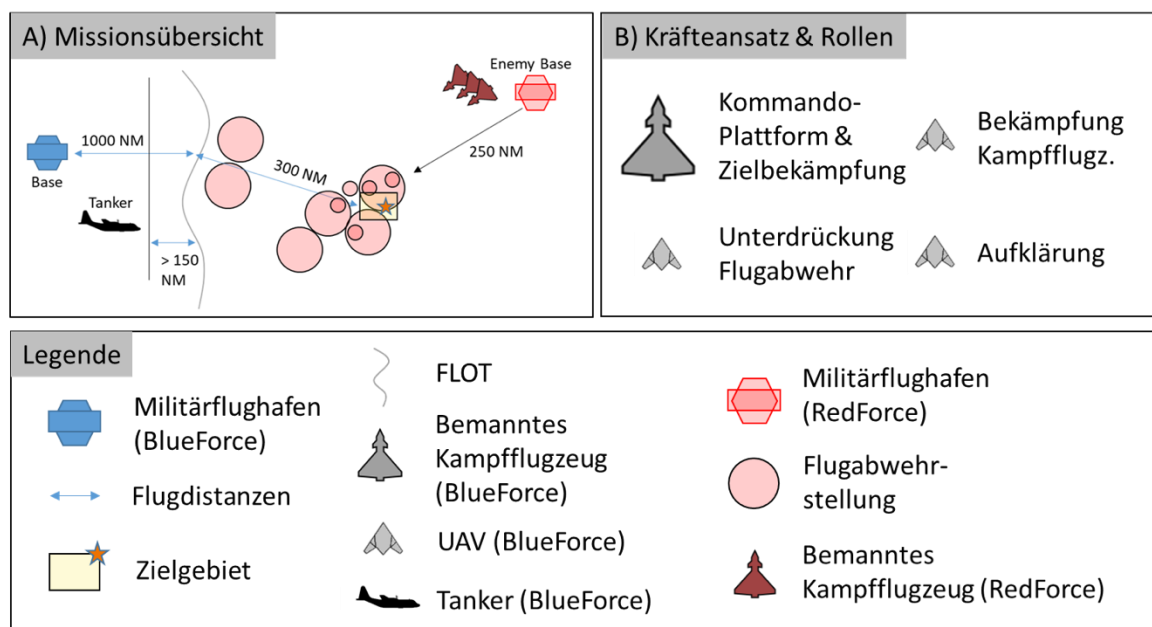 A) Missionsübersicht
Enemy Base
1000 NM
250 NM
Base
300 NM
Tanker
> 150
NM
B) Kräfteansatz & Rollen
Kommando-
Plattform &
Zielbekämpfung
Bekämpfung
Kampfflugz.
Unterdrückung
Flugabwehr
Aufklärung
Legende
Militärflughafen
(BlueForce)
Flugdistanzen
Zielgebiet
FLOT
Bemanntes
Kampfflugzeug
(BlueForce)
UAV (BlueForce)
Tanker (BlueForce)
Militärflughafen
(RedForce)
Flugabwehr-
stellung
Bemanntes
Kampfflugzeug (RedForce)